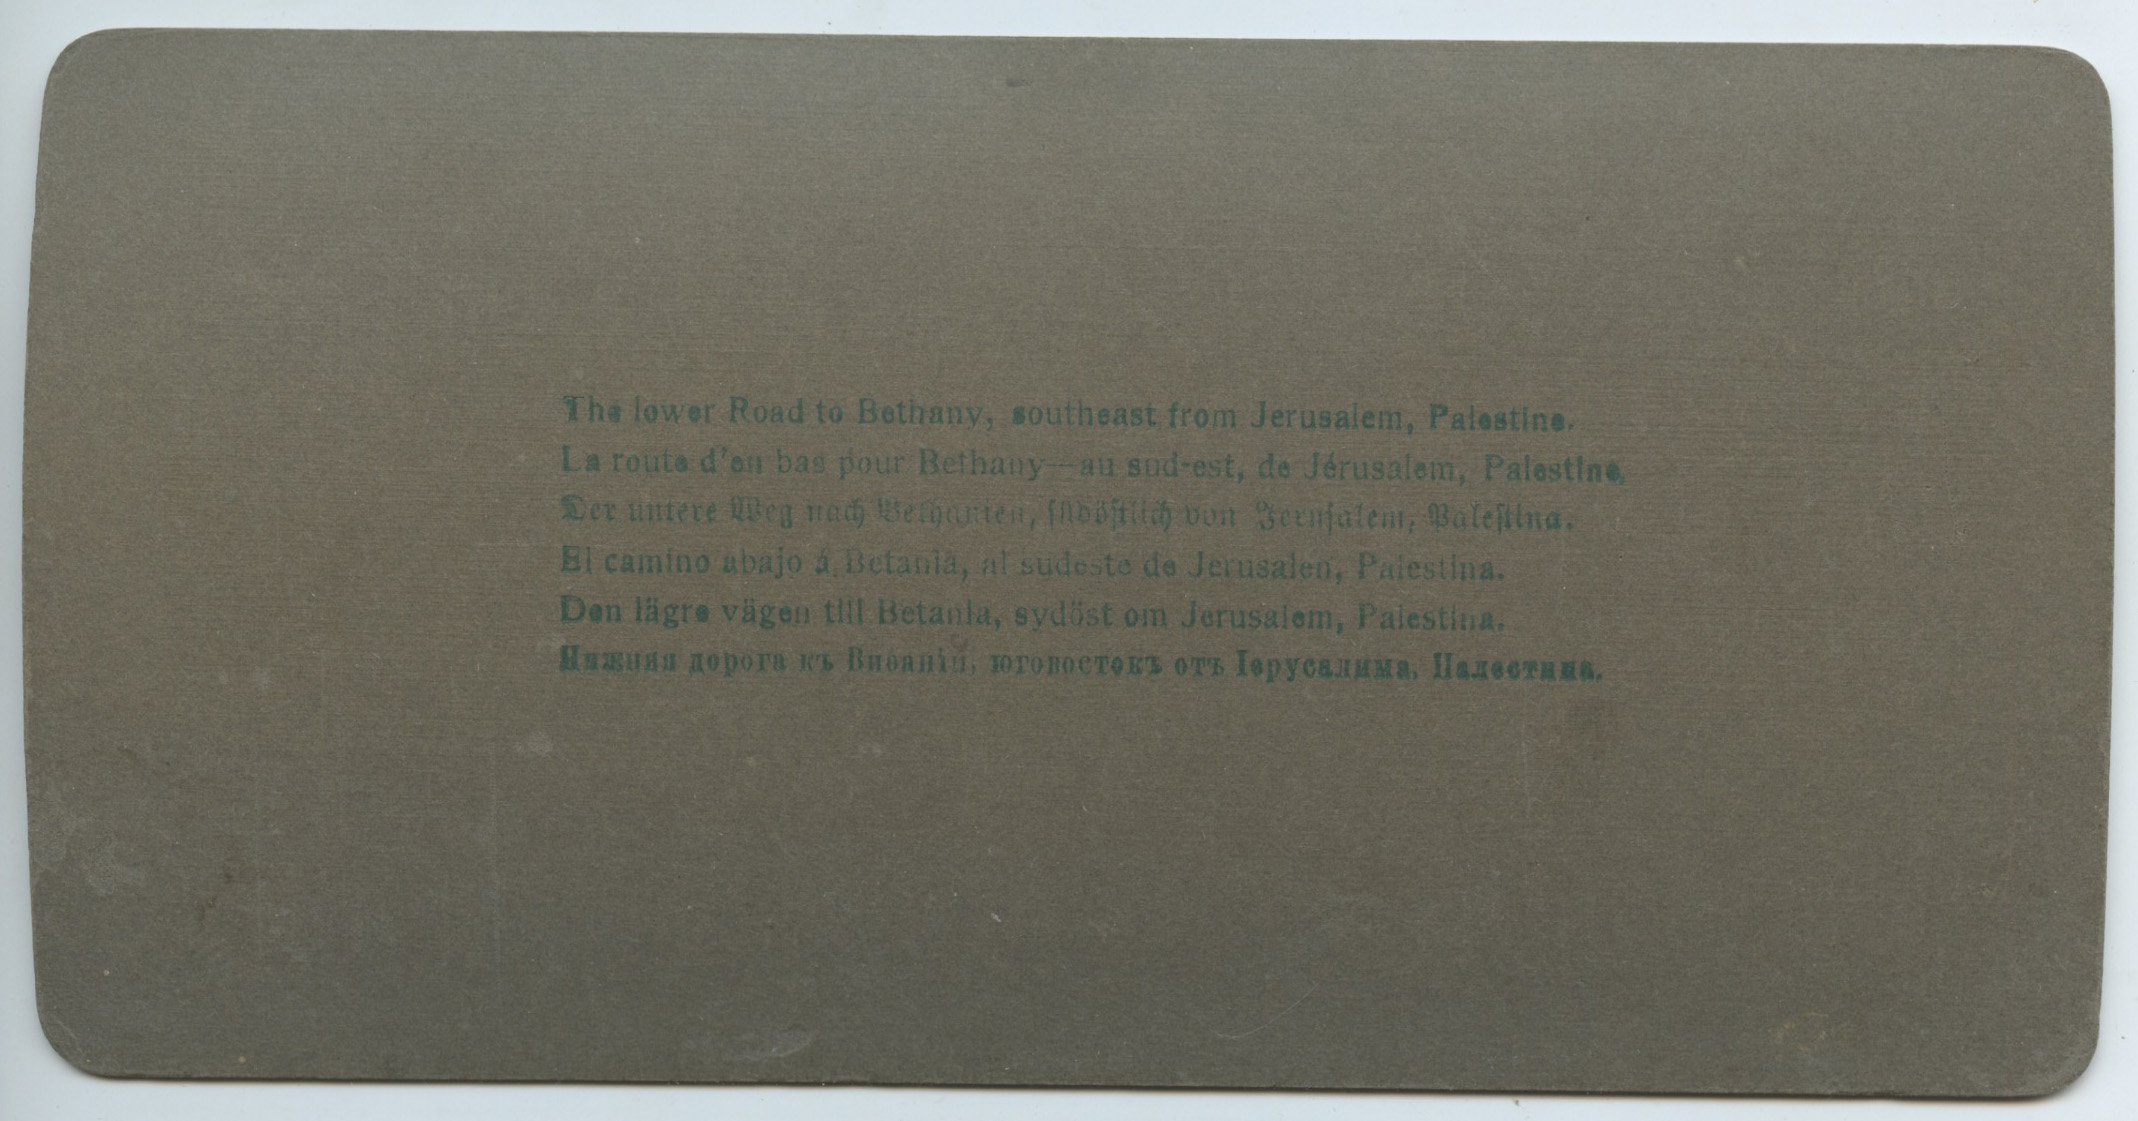 The lower Road to Bethany, southeast from Jerusalem, Palestine.
La route d'en bas pour Bethany—au sud-est, de Jérusalem, Palestine.
Der untere Weg nach Bethanien, südöstlich von Jerusalem, Palestina.
El camino abajo á Betania, al sudeste de Jerusalen, Palestina.
Den lägre vägen till Betania, sydöst om Jerusalem, Palestina.
Нижняя дорога къ Виѳаніи, юговостокъ отъ Іерусалима, Палестина.